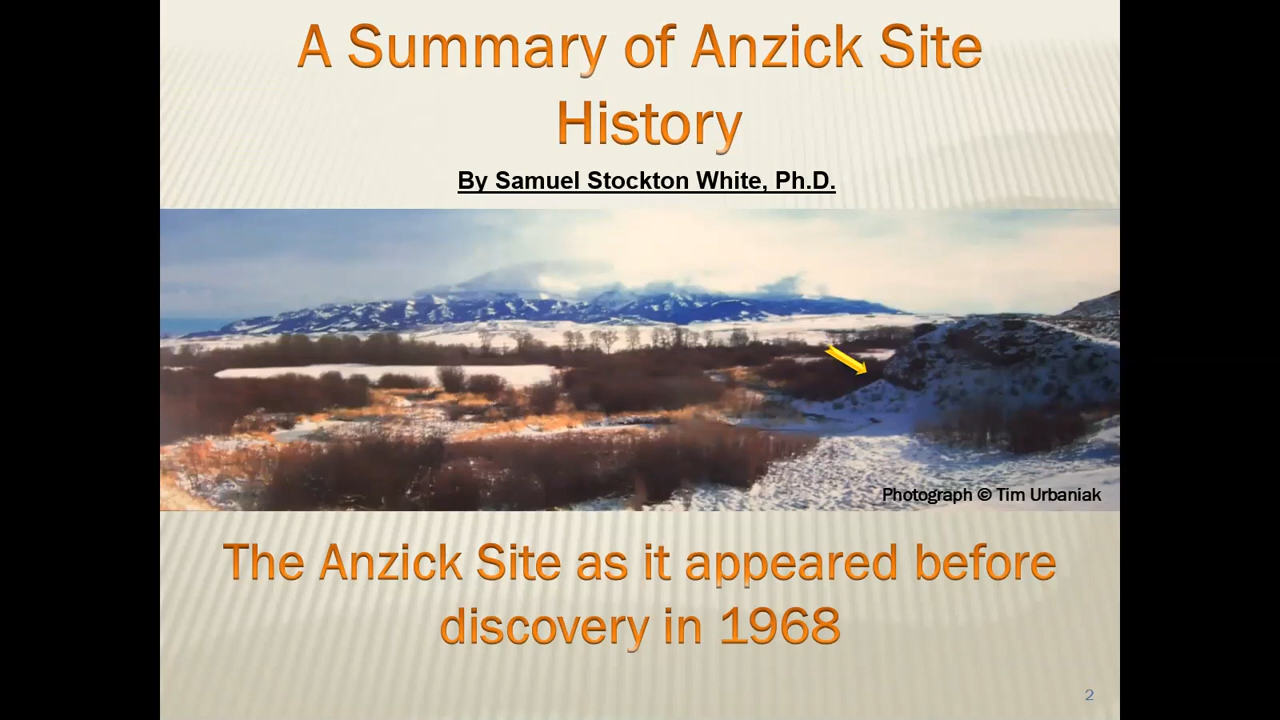 A Summary of Anzick Site
History
By Samuel Stockton White, Ph.D.
Photograph © Tim Urbaniak
The Anzick Site as it appeared before
discovery in 1968
2